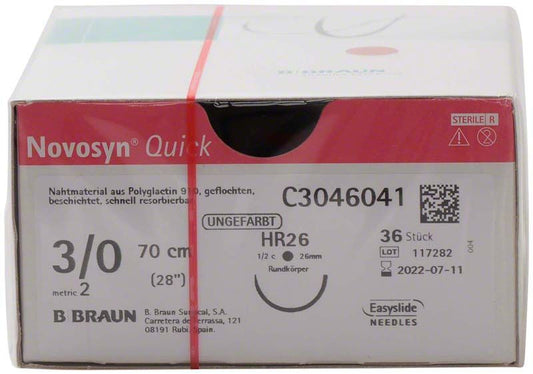 B BRAUN
STERILE R
Novosyn® Quick
Nahtmaterial aus Polyglactin 910, geflochten,
beschichtet, schnell resorbierbar
UNGEFÄRBT
C3046041
3/0 70 cm
(28")
metric 2
HR26
1/2 c 26mm
Rundkörper
36 Stück
LOT 117282
2022-07-11
004
B BRAUN
B. Braun Surgical, S.A.
Carretera de Terrassa, 121
08191 Rubí, Spain.
Easyslide
NEEDLES